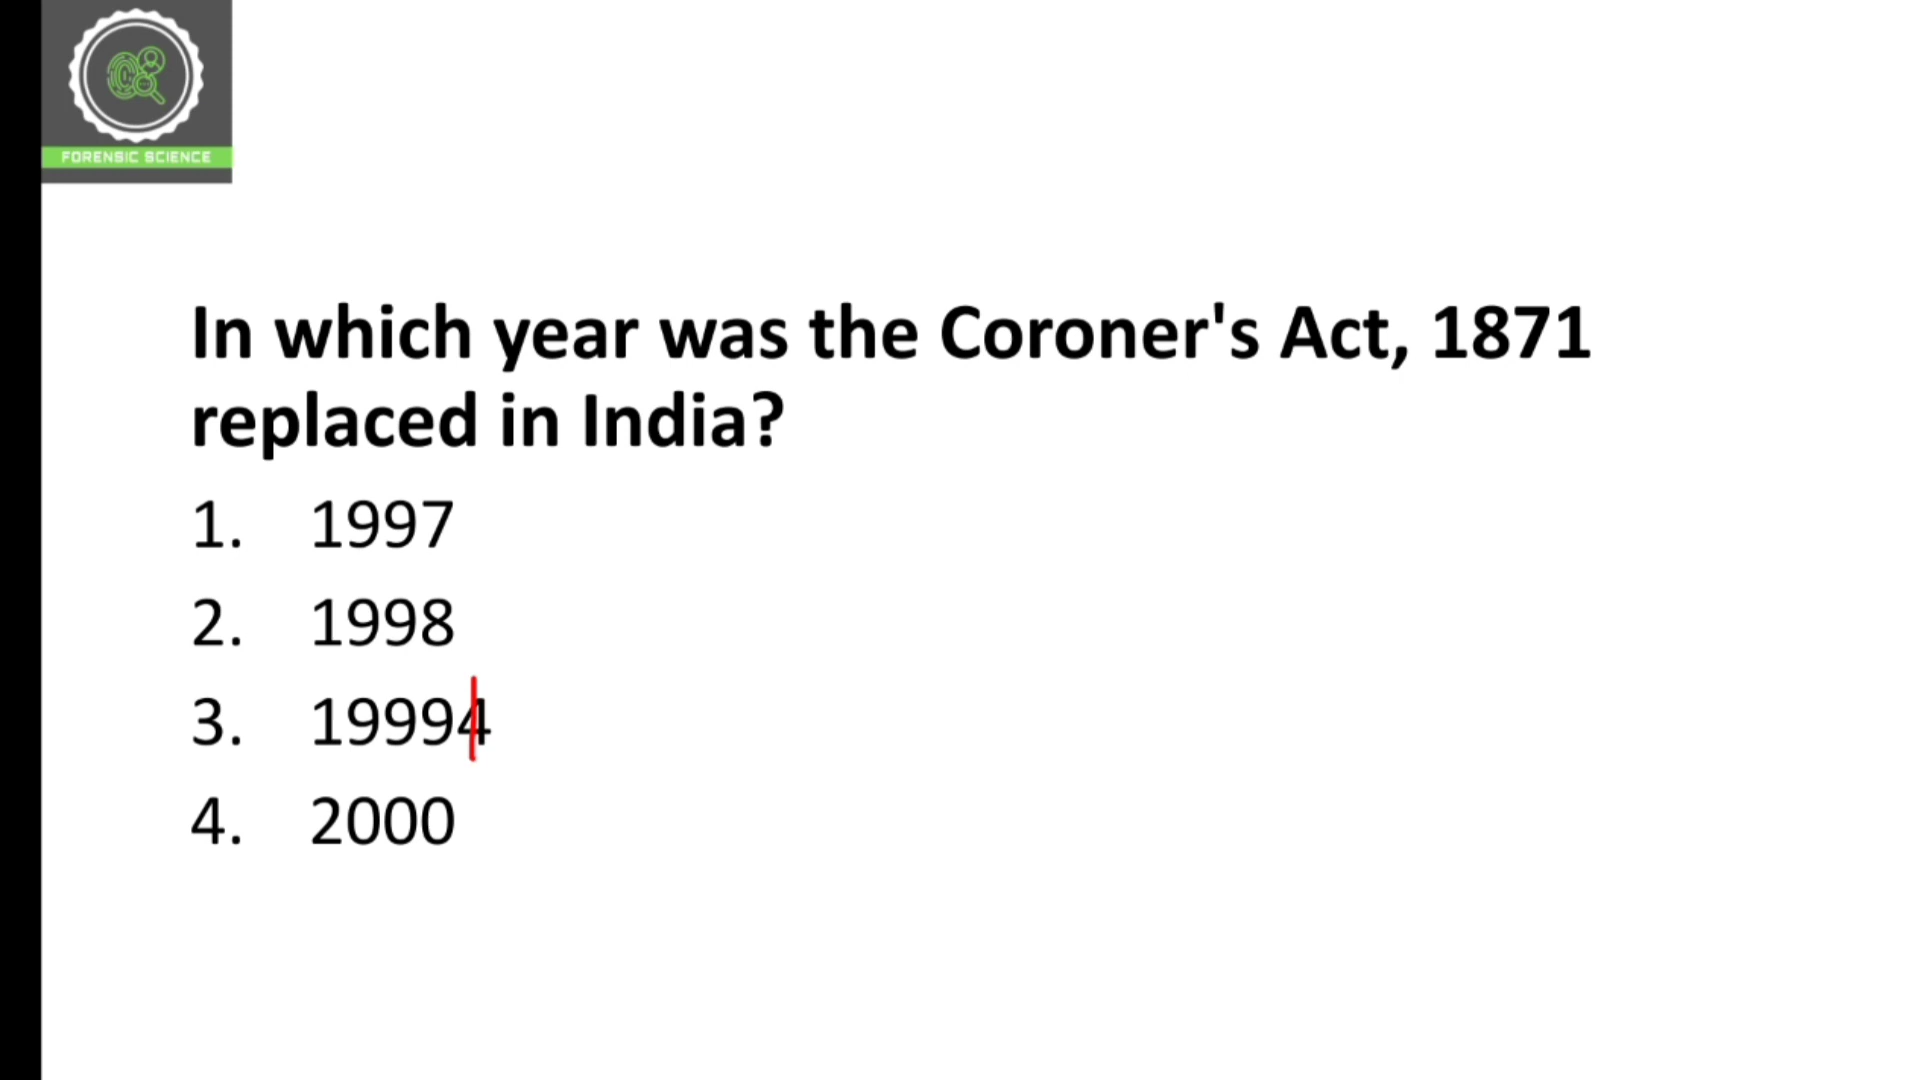 FORENSIC SCIENCE
In which year was the Coroner's Act, 1871
replaced in India?
1. 1997
2. 1998
3. 19994
4. 2000